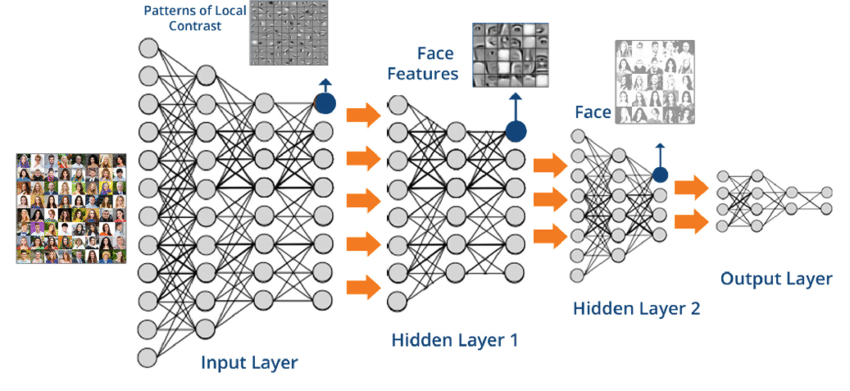 Patterns of Local
Contrast
Face
Features
Face
Input Layer
Hidden Layer 1
Hidden Layer 2
Output Layer